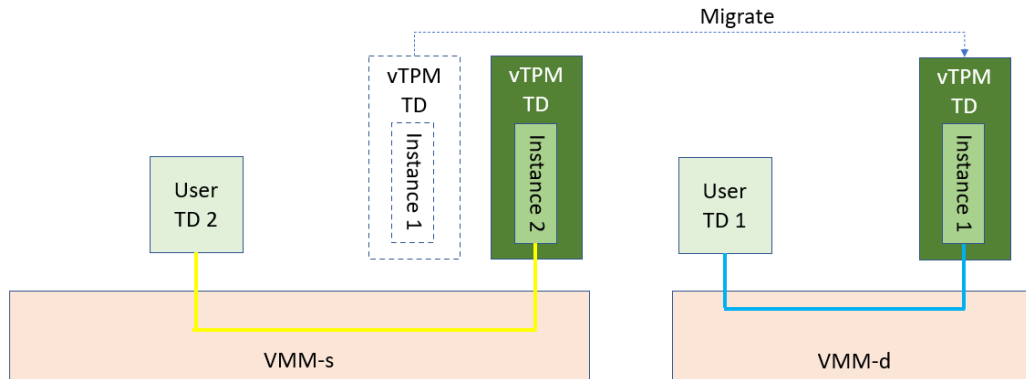 Migrate
vTPM
TD
Instance 1
vTPM
TD
Instance 2
vTPM
TD
Instance 1
User
TD 2
User
TD 1
VMM-s
VMM-d